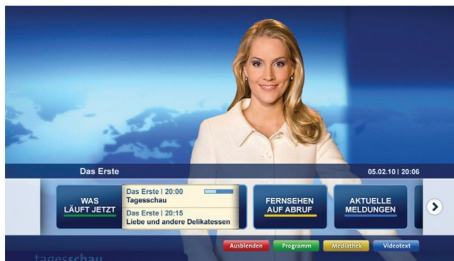 Das Erste
05.02.10 | 20:06
WAS
LÄUFT JETZT
Das Erste | 20:00
Tagesschau
Das Erste | 20:15
Liebe und andere Delikatessen
FERNSEHEN
AUF ABRUF
AKTUELLE
MELDUNGEN
Ausblenden
Programm
Mediathek
Videotext
tagesschau